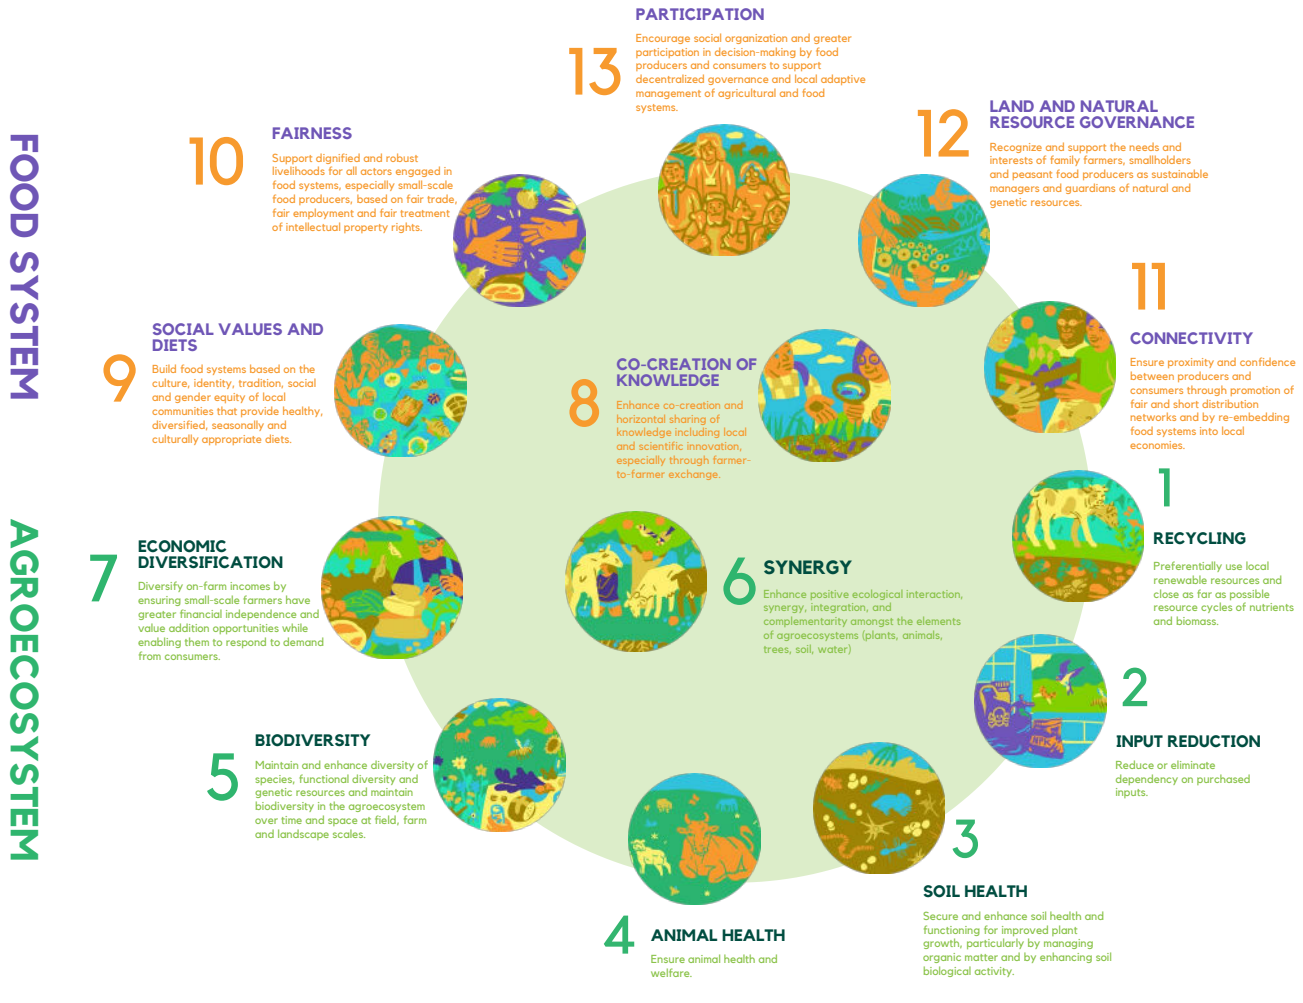 FOOD SYSTEM
AGROECOSYSTEM
13
PARTICIPATION
Encourage social organization and greater
participation in decision-making by food
producers and consumers to support
decentralized governance and local adaptive
management of agricultural and food
systems.
12
LAND AND NATURAL
RESOURCE GOVERNANCE
Recognize and support the needs and
interests of family farmers, smallholders
and peasant food producers as sustainable
managers and guardians of natural and
genetic resources.
10
FAIRNESS
Support dignified and robust
livelihoods for all actors engaged in
food systems, especially small-scale
food producers, based on fair trade,
fair employment and fair treatment
of intellectual property rights.
11
CONNECTIVITY
Ensure proximity and confidence
between producers and
consumers through promotion of
fair and short distribution
networks and by re-embedding
food systems into local
economies.
9
SOCIAL VALUES AND
DIETS
Build food systems based on the
culture, identity, tradition, social
and gender equity of local
communities that provide healthy,
diversified, seasonally and
culturally appropriate diets.
8
CO-CREATION OF
KNOWLEDGE
Enhance co-creation and
horizontal sharing of
knowledge including local
and scientific innovation,
especially through farmer-
to-farmer exchange.
1
RECYCLING
Preferentially use local
renewable resources and
close as far as possible
resource cycles of nutrients
and biomass.
7
ECONOMIC
DIVERSIFICATION
Diversify on-farm incomes by
ensuring small-scale farmers have
greater financial independence and
value addition opportunities while
enabling them to respond to demand
from consumers.
6
SYNERGY
Enhance positive ecological interaction,
synergy, integration, and
complementarity amongst the elements
of agroecosystems (plants, animals,
trees, soil, water)
2
INPUT REDUCTION
Reduce or eliminate
dependency on purchased
inputs.
NPK
5
BIODIVERSITY
Maintain and enhance diversity of
species, functional diversity and
genetic resources and maintain
biodiversity in the agroecosystem
over time and space at field, farm
and landscape scales.
3
SOIL HEALTH
Secure and enhance soil health and
functioning for improved plant
growth, particularly by managing
organic matter and by enhancing soil
biological activity.
4
ANIMAL HEALTH
Ensure animal health and
welfare.